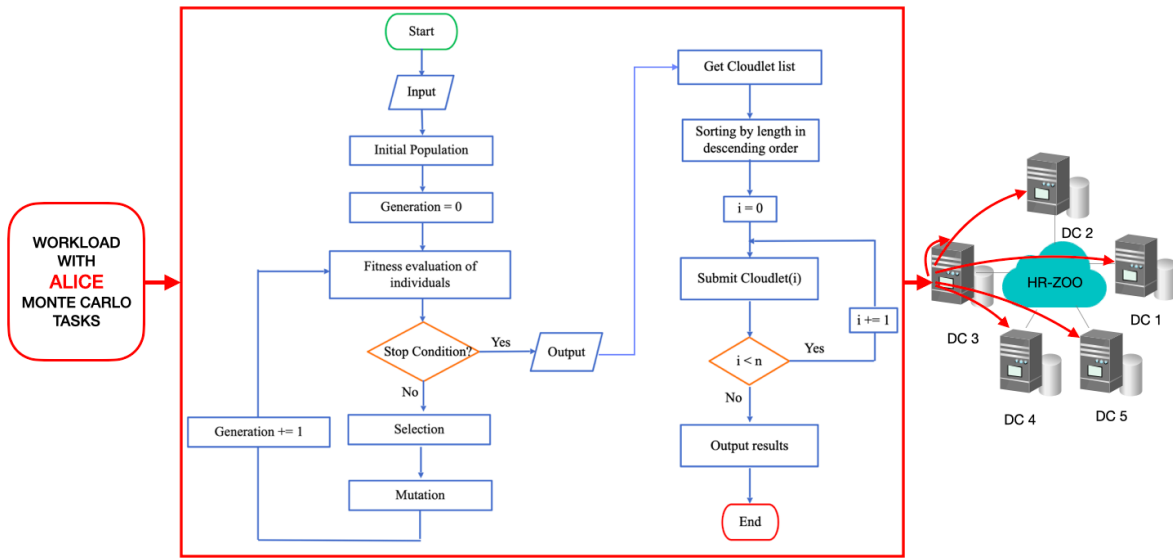 WORKLOAD
WITH
ALICE
MONTE CARLO
TASKS
Start
Input
Initial Population
Generation = 0
Fitness evaluation of
individuals
Stop Condition?
Yes
Output
No
Selection
Generation += 1
Mutation
Get Cloudlet list
Sorting by length in
descending order
i = 0
Submit Cloudlet(i)
i += 1
i < n
Yes
No
Output results
End
DC 2
HR-ZOO
DC 1
DC 3
DC 4
DC 5